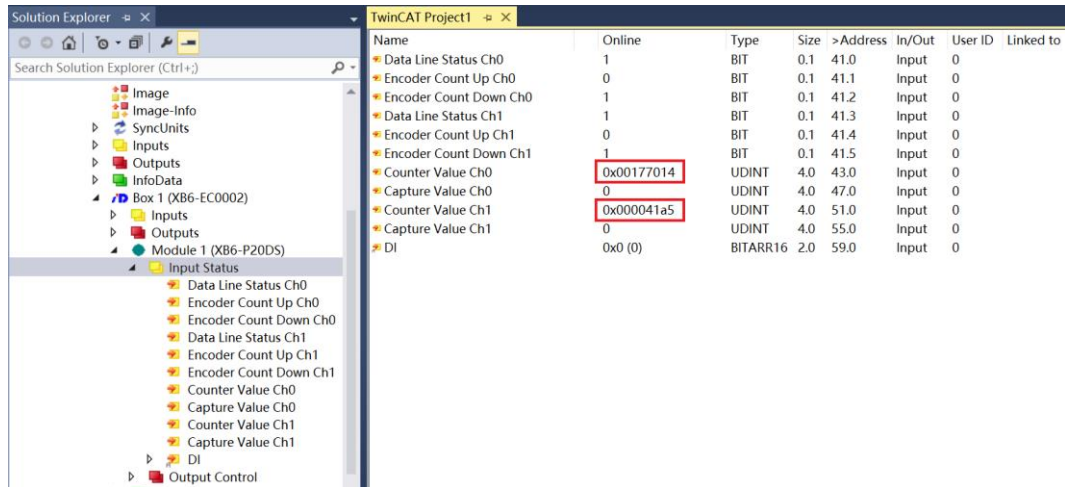 Solution Explorer
Search Solution Explorer (Ctrl+;)
Image
Image-Info
SyncUnits
Inputs
Outputs
InfoData
Box 1 (XB6-EC0002)
Inputs
Outputs
Module 1 (XB6-P20DS)
Input Status
Data Line Status Ch0
Encoder Count Up Ch0
Encoder Count Down Ch0
Data Line Status Ch1
Encoder Count Up Ch1
Encoder Count Down Ch1
Counter Value Ch0
Capture Value Ch0
Counter Value Ch1
Capture Value Ch1
DI
Output Control
TwinCAT Project1
Name Online Type Size >Address In/Out User ID Linked to
Data Line Status Ch0 1 BIT 0.1 41.0 Input 0
Encoder Count Up Ch0 0 BIT 0.1 41.1 Input 0
Encoder Count Down Ch0 1 BIT 0.1 41.2 Input 0
Data Line Status Ch1 1 BIT 0.1 41.3 Input 0
Encoder Count Up Ch1 0 BIT 0.1 41.4 Input 0
Encoder Count Down Ch1 1 BIT 0.1 41.5 Input 0
Counter Value Ch0 0x00177014 UDINT 4.0 43.0 Input 0
Capture Value Ch0 0 UDINT 4.0 47.0 Input 0
Counter Value Ch1 0x000041a5 UDINT 4.0 51.0 Input 0
Capture Value Ch1 0 UDINT 4.0 55.0 Input 0
DI 0x0 (0) BITARR16 2.0 59.0 Input 0